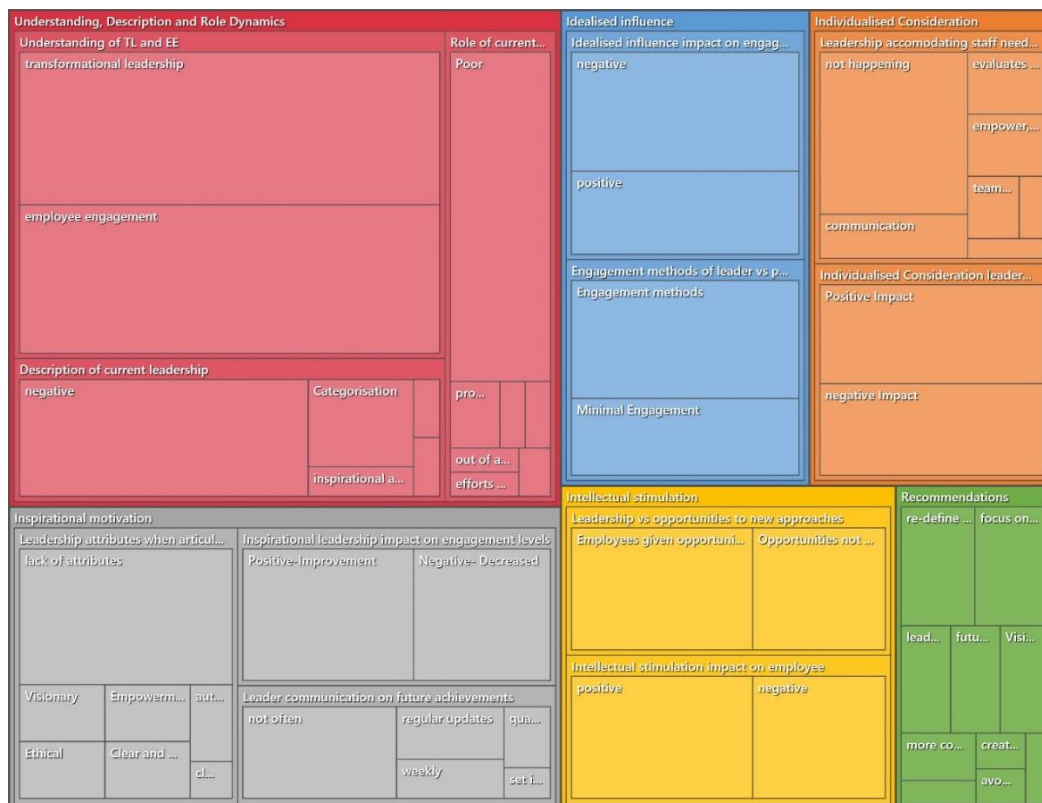 Understanding, Description and Role Dynamics
Understanding of TL and EE
transformational leadership
employee engagement
Description of current leadership
negative
Categorisation
inspirational a...
Role of current...
Poor
pro...
out of a...
efforts ...
Idealised influence
Idealised influence impact on engag...
negative
positive
Engagement methods of leader vs p...
Engagement methods
Minimal Engagement
Individualised Consideration
Leadership accomodating staff need...
not happening
evaluates ...
empower,...
team...
communication
Individualised Consideration leader...
Positive Impact
negative Impact
Inspirational motivation
Leadership attributes when articul...
lack of attributes
Visionary
Empowerm...
aut...
Ethical
Clear and ...
cl...
Inspirational leadership impact on engagement levels
Positive-Improvement
Negative- Decreased
Leader communication on future achievements
not often
regular updates
qua...
weekly
set i...
Intellectual stimulation
Leadership vs opportunities to new approaches
Employees given opportuni...
Opportunities not ...
Intellectual stimulation impact on employee
positive
negative
Recommendations
re-define ...
focus on...
lead...
futu...
Visi...
more co...
creat...
avo...